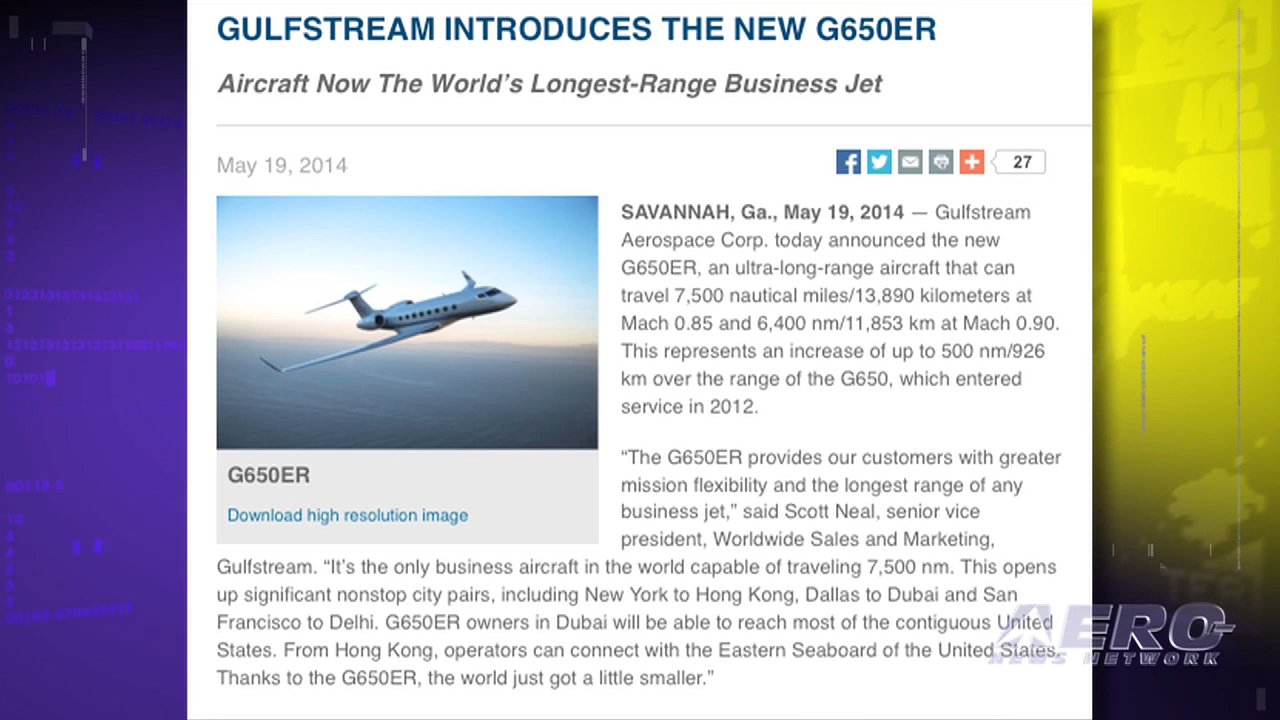 GULFSTREAM INTRODUCES THE NEW G650ER
Aircraft Now The World's Longest-Range Business Jet
May 19, 2014
27
SAVANNAH, Ga., May 19, 2014 — Gulfstream
Aerospace Corp. today announced the new
G650ER, an ultra-long-range aircraft that can
travel 7,500 nautical miles/13,890 kilometers at
Mach 0.85 and 6,400 nm/11,853 km at Mach 0.90.
This represents an increase of up to 500 nm/926
km over the range of the G650, which entered
service in 2012.
G650ER
Download high resolution image
“The G650ER provides our customers with greater
mission flexibility and the longest range of any
business jet,” said Scott Neal, senior vice
president, Worldwide Sales and Marketing,
Gulfstream. “It’s the only business aircraft in the world capable of traveling 7,500 nm. This opens
up significant nonstop city pairs, including New York to Hong Kong, Dallas to Dubai and San
Francisco to Delhi. G650ER owners in Dubai will be able to reach most of the contiguous United
States. From Hong Kong, operators can connect with the Eastern Seaboard of the United States.
Thanks to the G650ER, the world just got a little smaller.”
AERO-
NEWS NETWORK